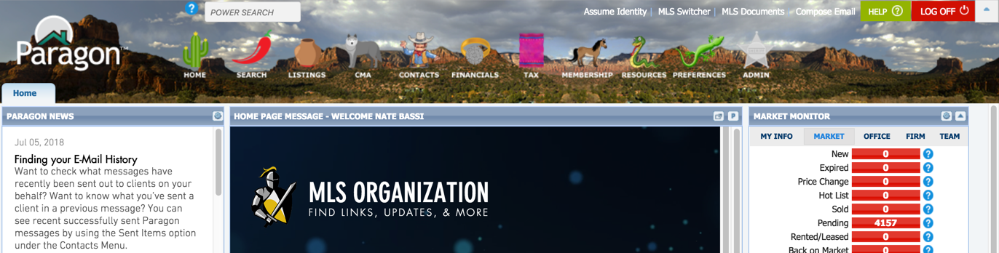 POWER SEARCH
Assume Identity | MLS Switcher | MLS Documents Compose Email
HELP ?
LOG OFF
Paragon™
HOME
SEARCH
LISTINGS
CMA
CONTACTS
FINANCIALS
TAX
MEMBERSHIP
RESOURCES
PREFERENCES
ADMIN
Home
PARAGON NEWS
Jul 05, 2018
Finding your E-Mail History
Want to check what messages have
recently been sent out to clients on your
behalf? Want to know what you've sent a
client in a previous message? You can
see recent successfully sent Paragon
messages by using the Sent Items option
under the Contacts Menu.
HOME PAGE MESSAGE - WELCOME NATE BASSI
P
MLS ORGANIZATION
FIND LINKS, UPDATES, & MORE
MARKET MONITOR
MY INFO MARKET OFFICE FIRM TEAM
New 0 ?
Expired 0 ?
Price Change 0 ?
Hot List 0 ?
Sold 0 ?
Pending 4157 ?
Rented/Leased 0 ?
Back on Market 0 ?